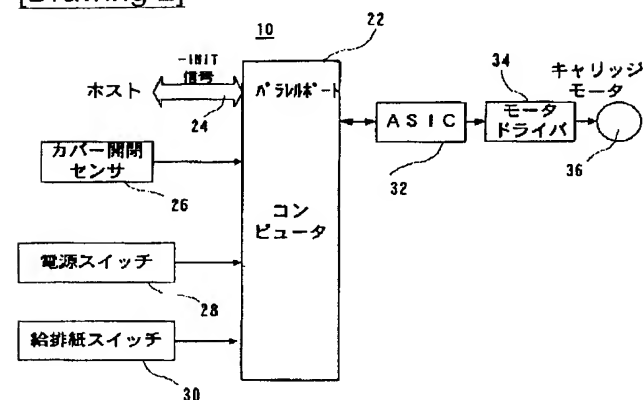 [Drawing 2]
10
22
-INIT
信号
ホスト
24
パラレルポート
カバー開閉
センサ
26
コン
ピュータ
電源スイッチ
28
給排紙スイッチ
30
ASIC
32
34
モータ
ドライバ
キャリッジ
モータ
36